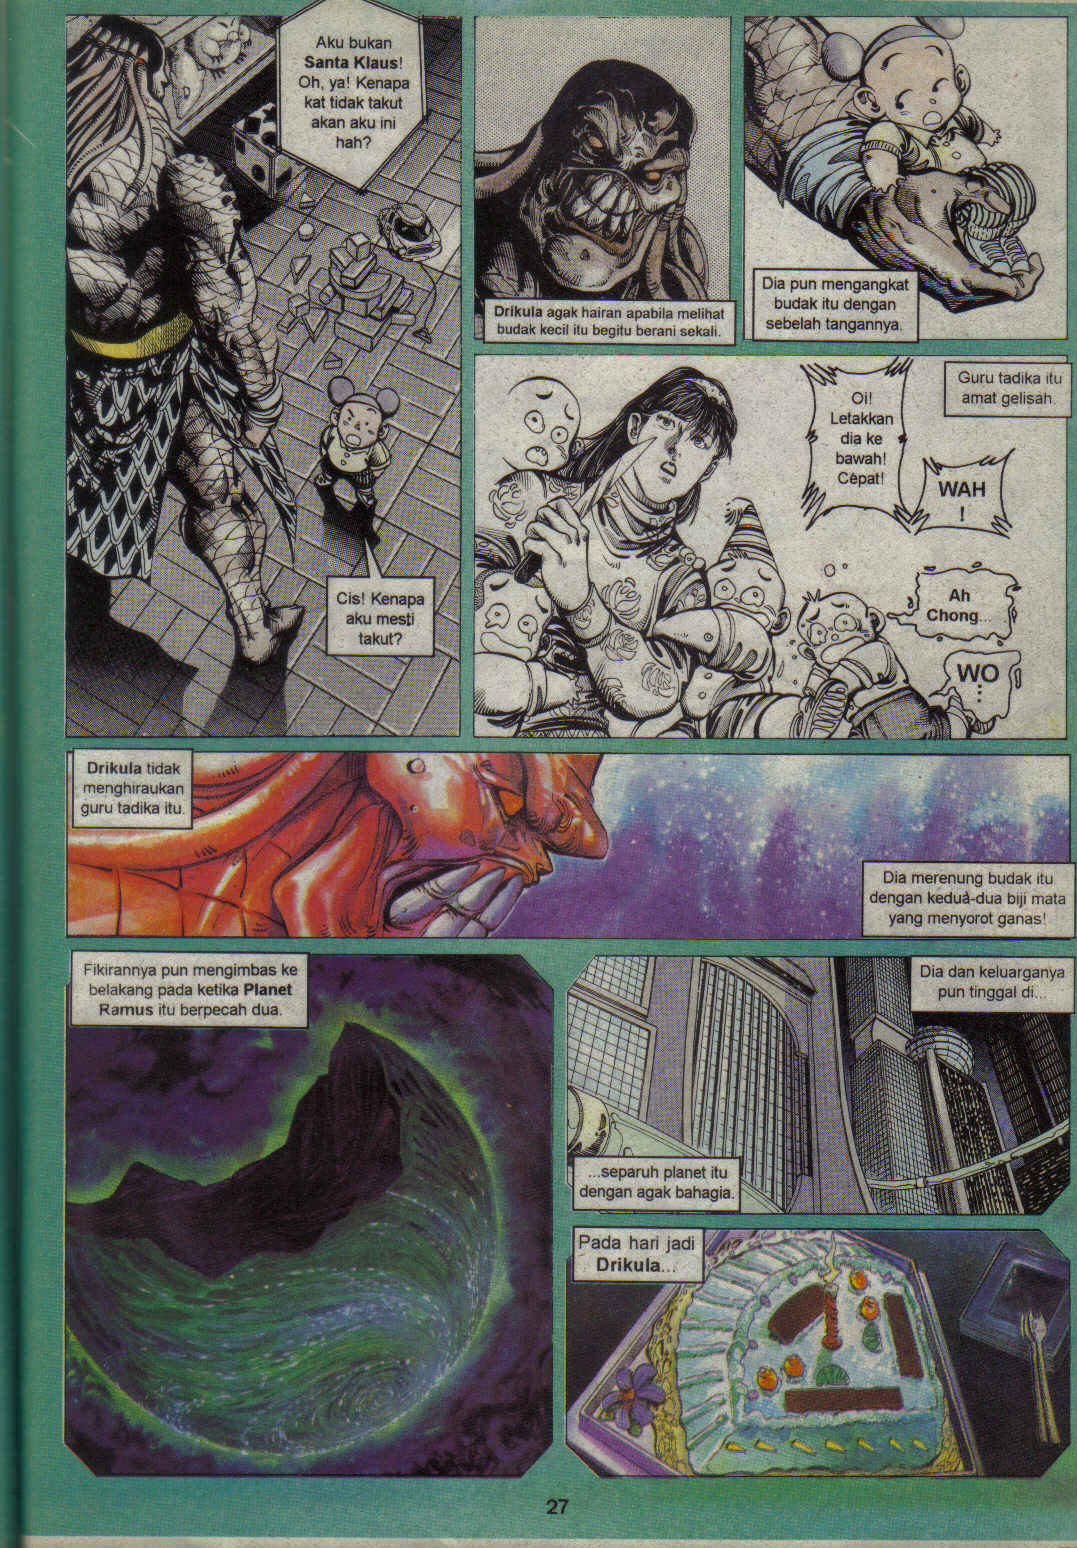 Aku bukan
Santa Klaus!
Oh, ya! Kenapa
kat tidak takut
akan aku ini
hah?
Cis! Kenapa
aku mesti
takut?
Drikula agak hairan apabila melihat
budak kecil itu begitu berani sekali.
Dia pun mengangkat
budak itu dengan
sebelah tangannya.
Guru tadika itu
amat gelisah.
Oi!
Letakkan
dia ke
bawah!
Cepat!
WAH
!
Ah
Chong...
WO
...
Drikula tidak
menghiraukan
guru tadika itu.
Dia merenung budak itu
dengan kedua-dua biji mata
yang menyorot ganas!
Fikirannya pun mengimbas ke
belakang pada ketika Planet
Ramus itu berpecah dua.
Dia dan keluarganya
pun tinggal di...
...separuh planet itu
dengan agak bahagia.
Pada hari jadi
Drikula...
27